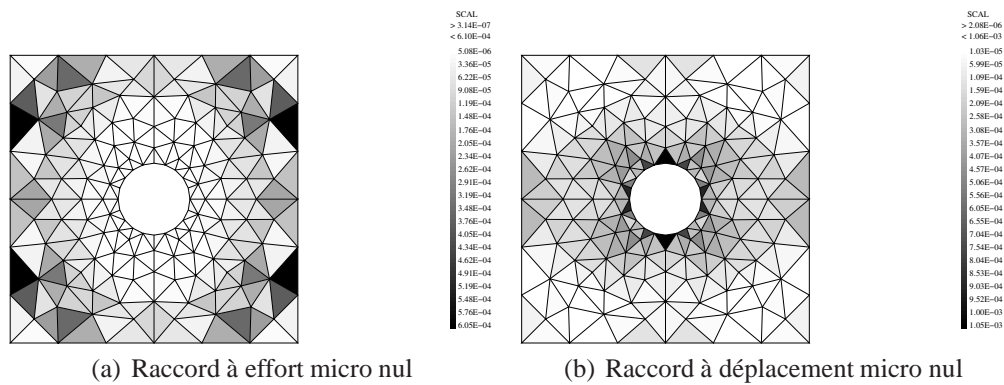 SCAL
> 3.14E-07
< 6.10E-04
5.08E-06
3.36E-05
6.22E-05
9.08E-05
1.19E-04
1.48E-04
1.76E-04
2.05E-04
2.34E-04
2.62E-04
2.91E-04
3.19E-04
3.48E-04
3.76E-04
4.05E-04
4.34E-04
4.62E-04
4.91E-04
5.19E-04
5.48E-04
5.76E-04
6.05E-04
(a) Raccord à effort micro nul
SCAL
> 2.08E-06
< 1.06E-03
1.03E-05
5.99E-05
1.09E-04
1.59E-04
2.09E-04
2.58E-04
3.08E-04
3.57E-04
4.07E-04
4.57E-04
5.06E-04
5.56E-04
6.05E-04
6.55E-04
7.04E-04
7.54E-04
8.04E-04
8.53E-04
9.03E-04
9.52E-04
1.00E-03
1.05E-03
(b) Raccord à déplacement micro nul